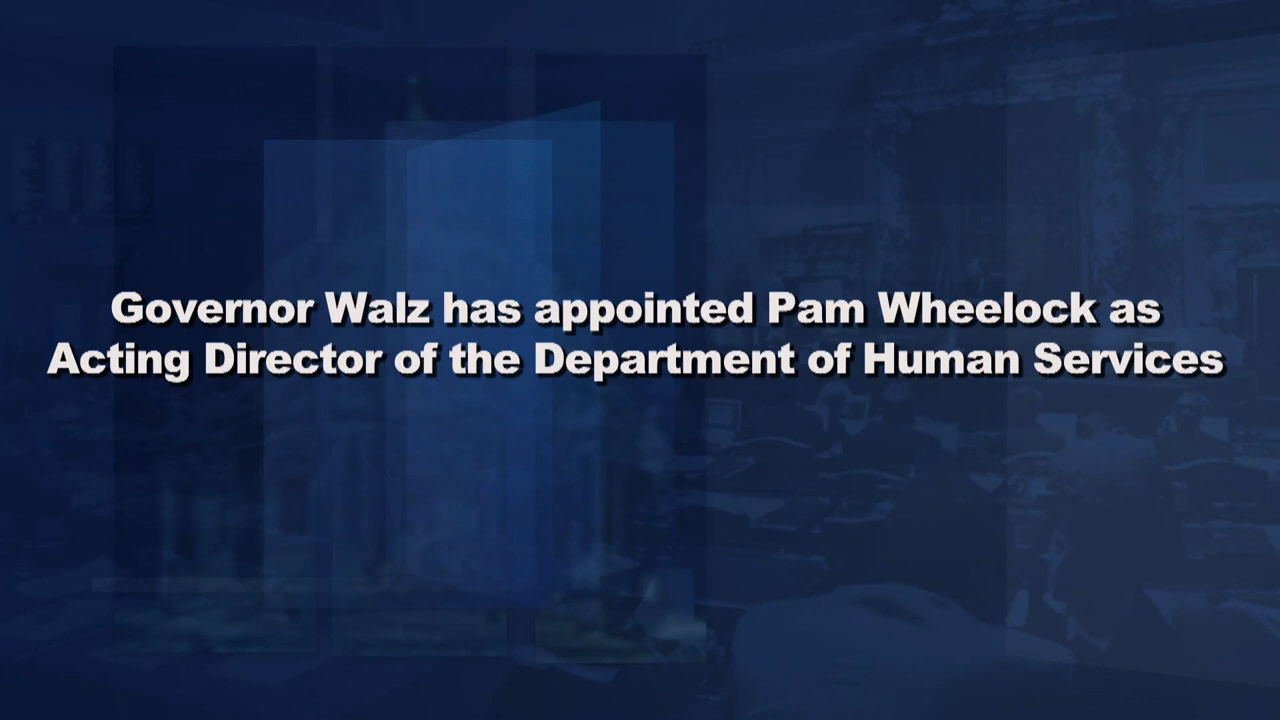 Governor Walz has appointed Pam Wheelock as
Acting Director of the Department of Human Services